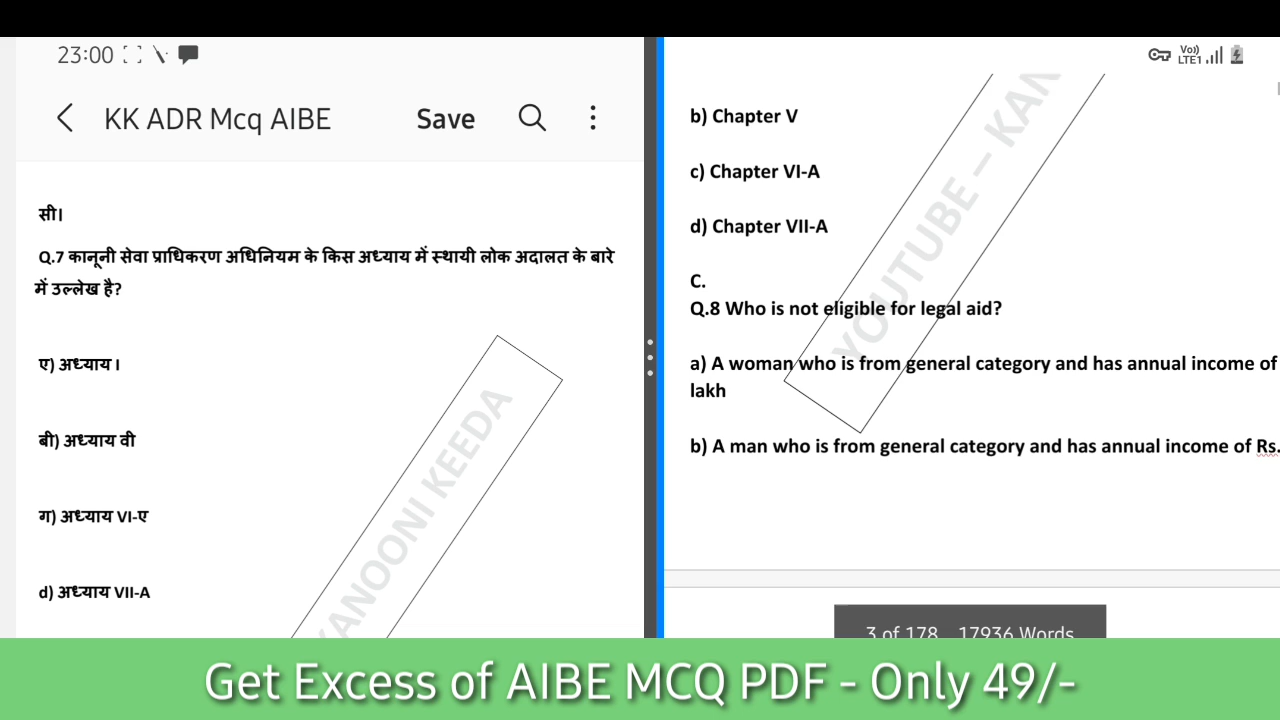 23:00
KK ADR Mcq AIBE Save
सी।
Q.7 कानूनी सेवा प्राधिकरण अधिनियम के किस अध्याय में स्थायी लोक अदालत के बारे
में उल्लेख है?
ए) अध्याय ।
बी) अध्याय वी
ग) अध्याय VI-ए
d) अध्याय VII-A
KANOONI KEEDA
Vo))
LTE1
b) Chapter V
c) Chapter VI-A
d) Chapter VII-A
C.
Q.8 Who is not eligible for legal aid?
a) A woman who is from general category and has annual income of
lakh
b) A man who is from general category and has annual income of Rs.
YOUTUBE – KAN
3 of 178 17936 Words
Get Excess of AIBE MCQ PDF - Only 49/-